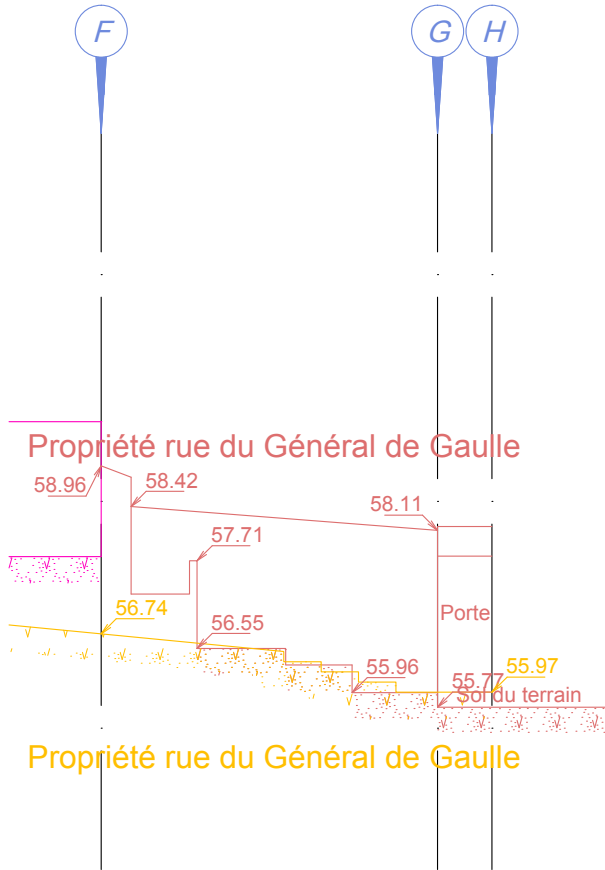 F G H
Propriété rue du Général de Gaulle
58.96
58.42
58.11
57.71
56.74
56.55
Porte
55.96
55.77
55.97
Sol du terrain
Propriété rue du Général de Gaulle